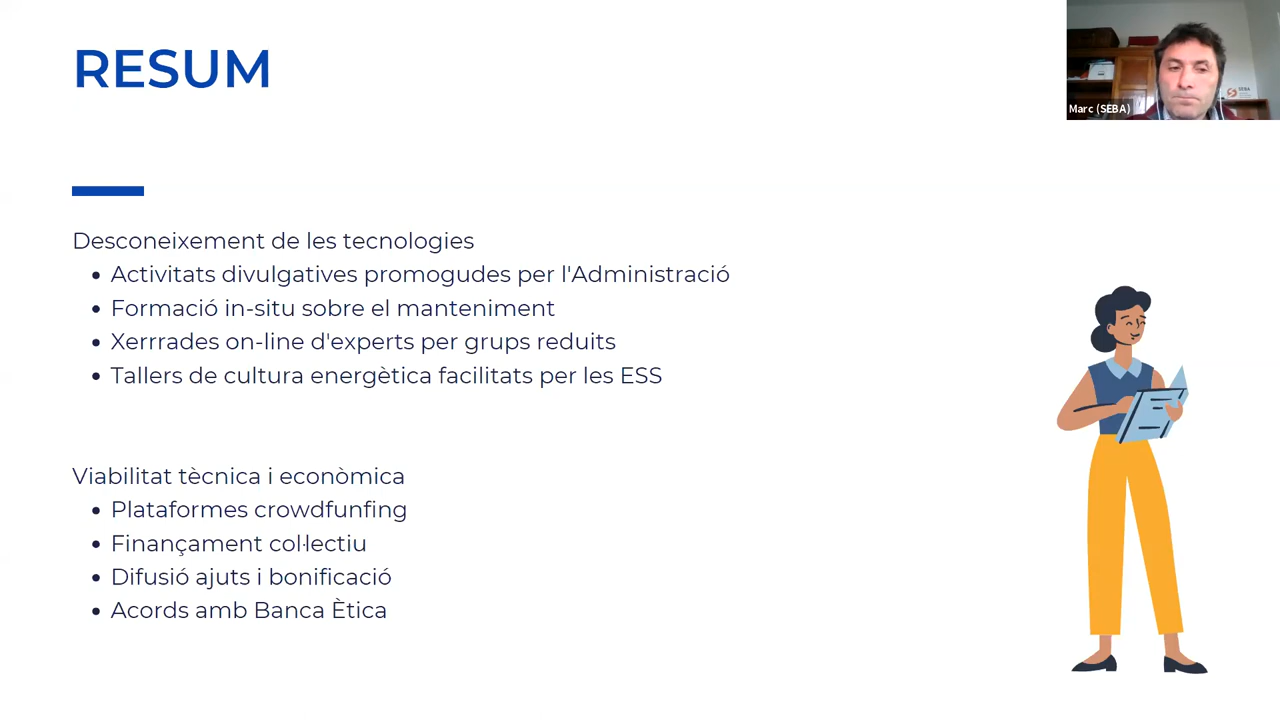 RESUM
Marc (SEBA)
SEBA
Desconeixement de les tecnologies
• Activitats divulgatives promogudes per l'Administració
• Formació in-situ sobre el manteniment
• Xerrrades on-line d'experts per grups reduits
• Tallers de cultura energètica facilitats per les ESS
Viabilitat tècnica i econòmica
• Plataformes crowdfunfing
• Finançament col·lectiu
• Difusió ajuts i bonificació
• Acords amb Banca Ètica